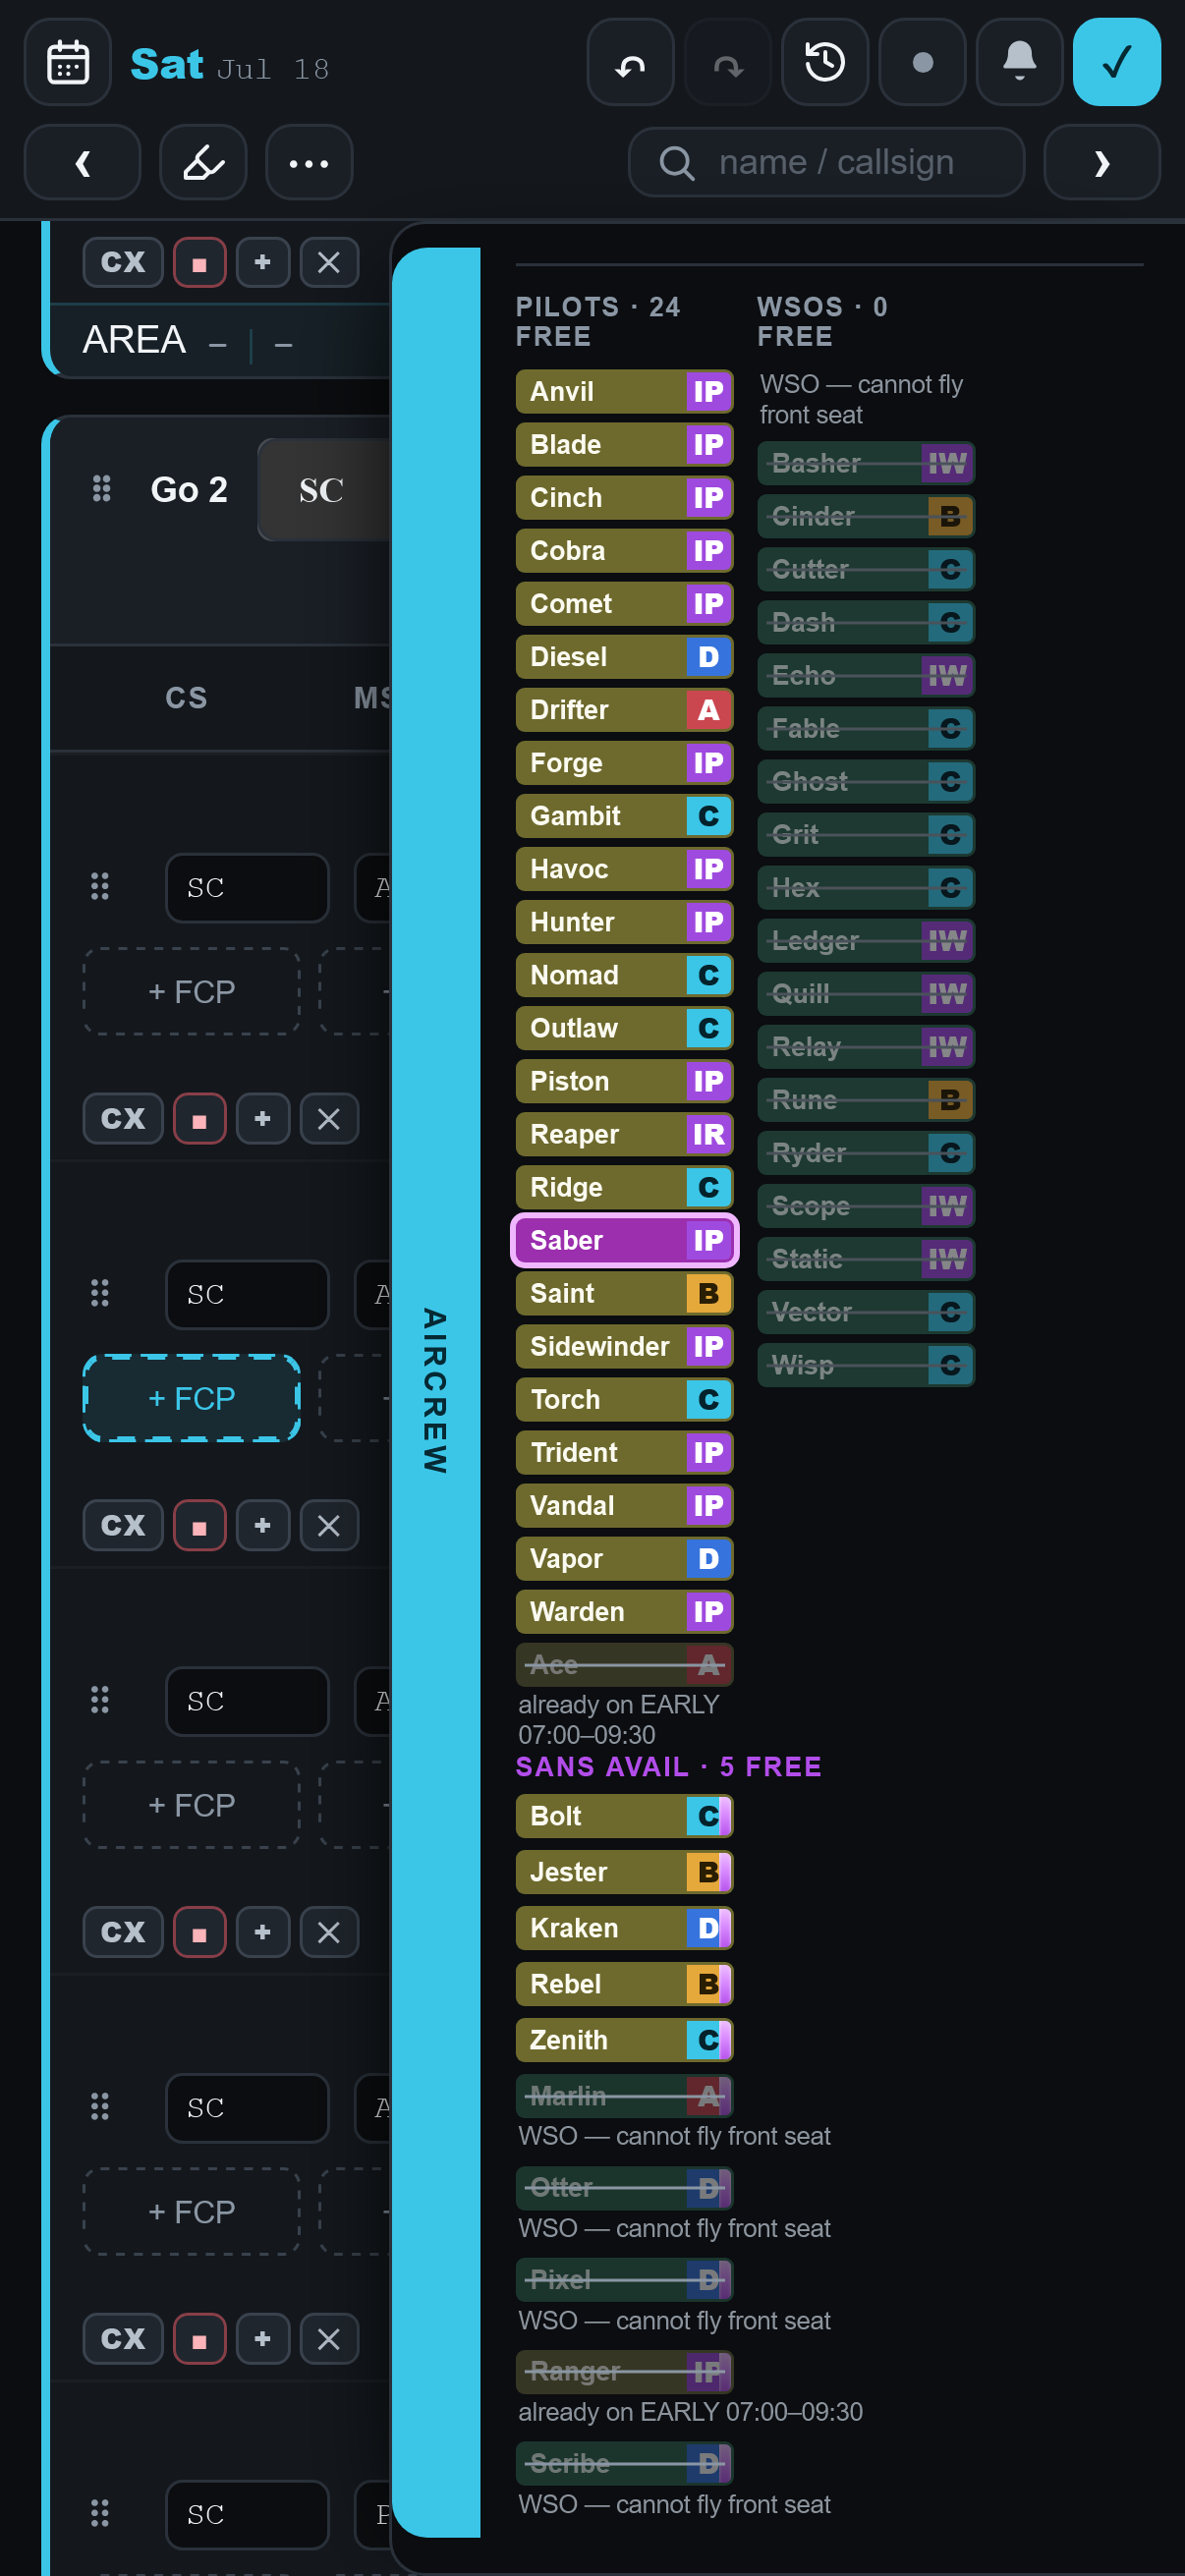 Sat Jul 18
name / callsign
CX
AREA – | –
Go 2 SC
CS
SC
+ FCP
CX
SC
+ FCP
CX
SC
+ FCP
CX
SC
+ FCP
CX
SC
AIRCREW
PILOTS · 24
FREE
Anvil IP
Blade IP
Cinch IP
Cobra IP
Comet IP
Diesel D
Drifter A
Forge IP
Gambit C
Havoc IP
Hunter IP
Nomad C
Outlaw C
Piston IP
Reaper IR
Ridge C
Saber IP
Saint B
Sidewinder IP
Torch C
Trident IP
Vandal IP
Vapor D
Warden IP
Ace A
already on EARLY
07:00–09:30
WSOS · 0
FREE
WSO — cannot fly
front seat
Basher IW
Cinder B
Cutter C
Dash C
Echo IW
Fable C
Ghost C
Grit C
Hex C
Ledger IW
Quill IW
Relay IW
Rune B
Ryder C
Scope IW
Static IW
Vector C
Wisp C
SANS AVAIL · 5 FREE
Bolt C
Jester B
Kraken D
Rebel B
Zenith C
Marlin A
WSO — cannot fly front seat
Otter D
WSO — cannot fly front seat
Pixel D
WSO — cannot fly front seat
Ranger IP
already on EARLY 07:00–09:30
Scribe D
WSO — cannot fly front seat